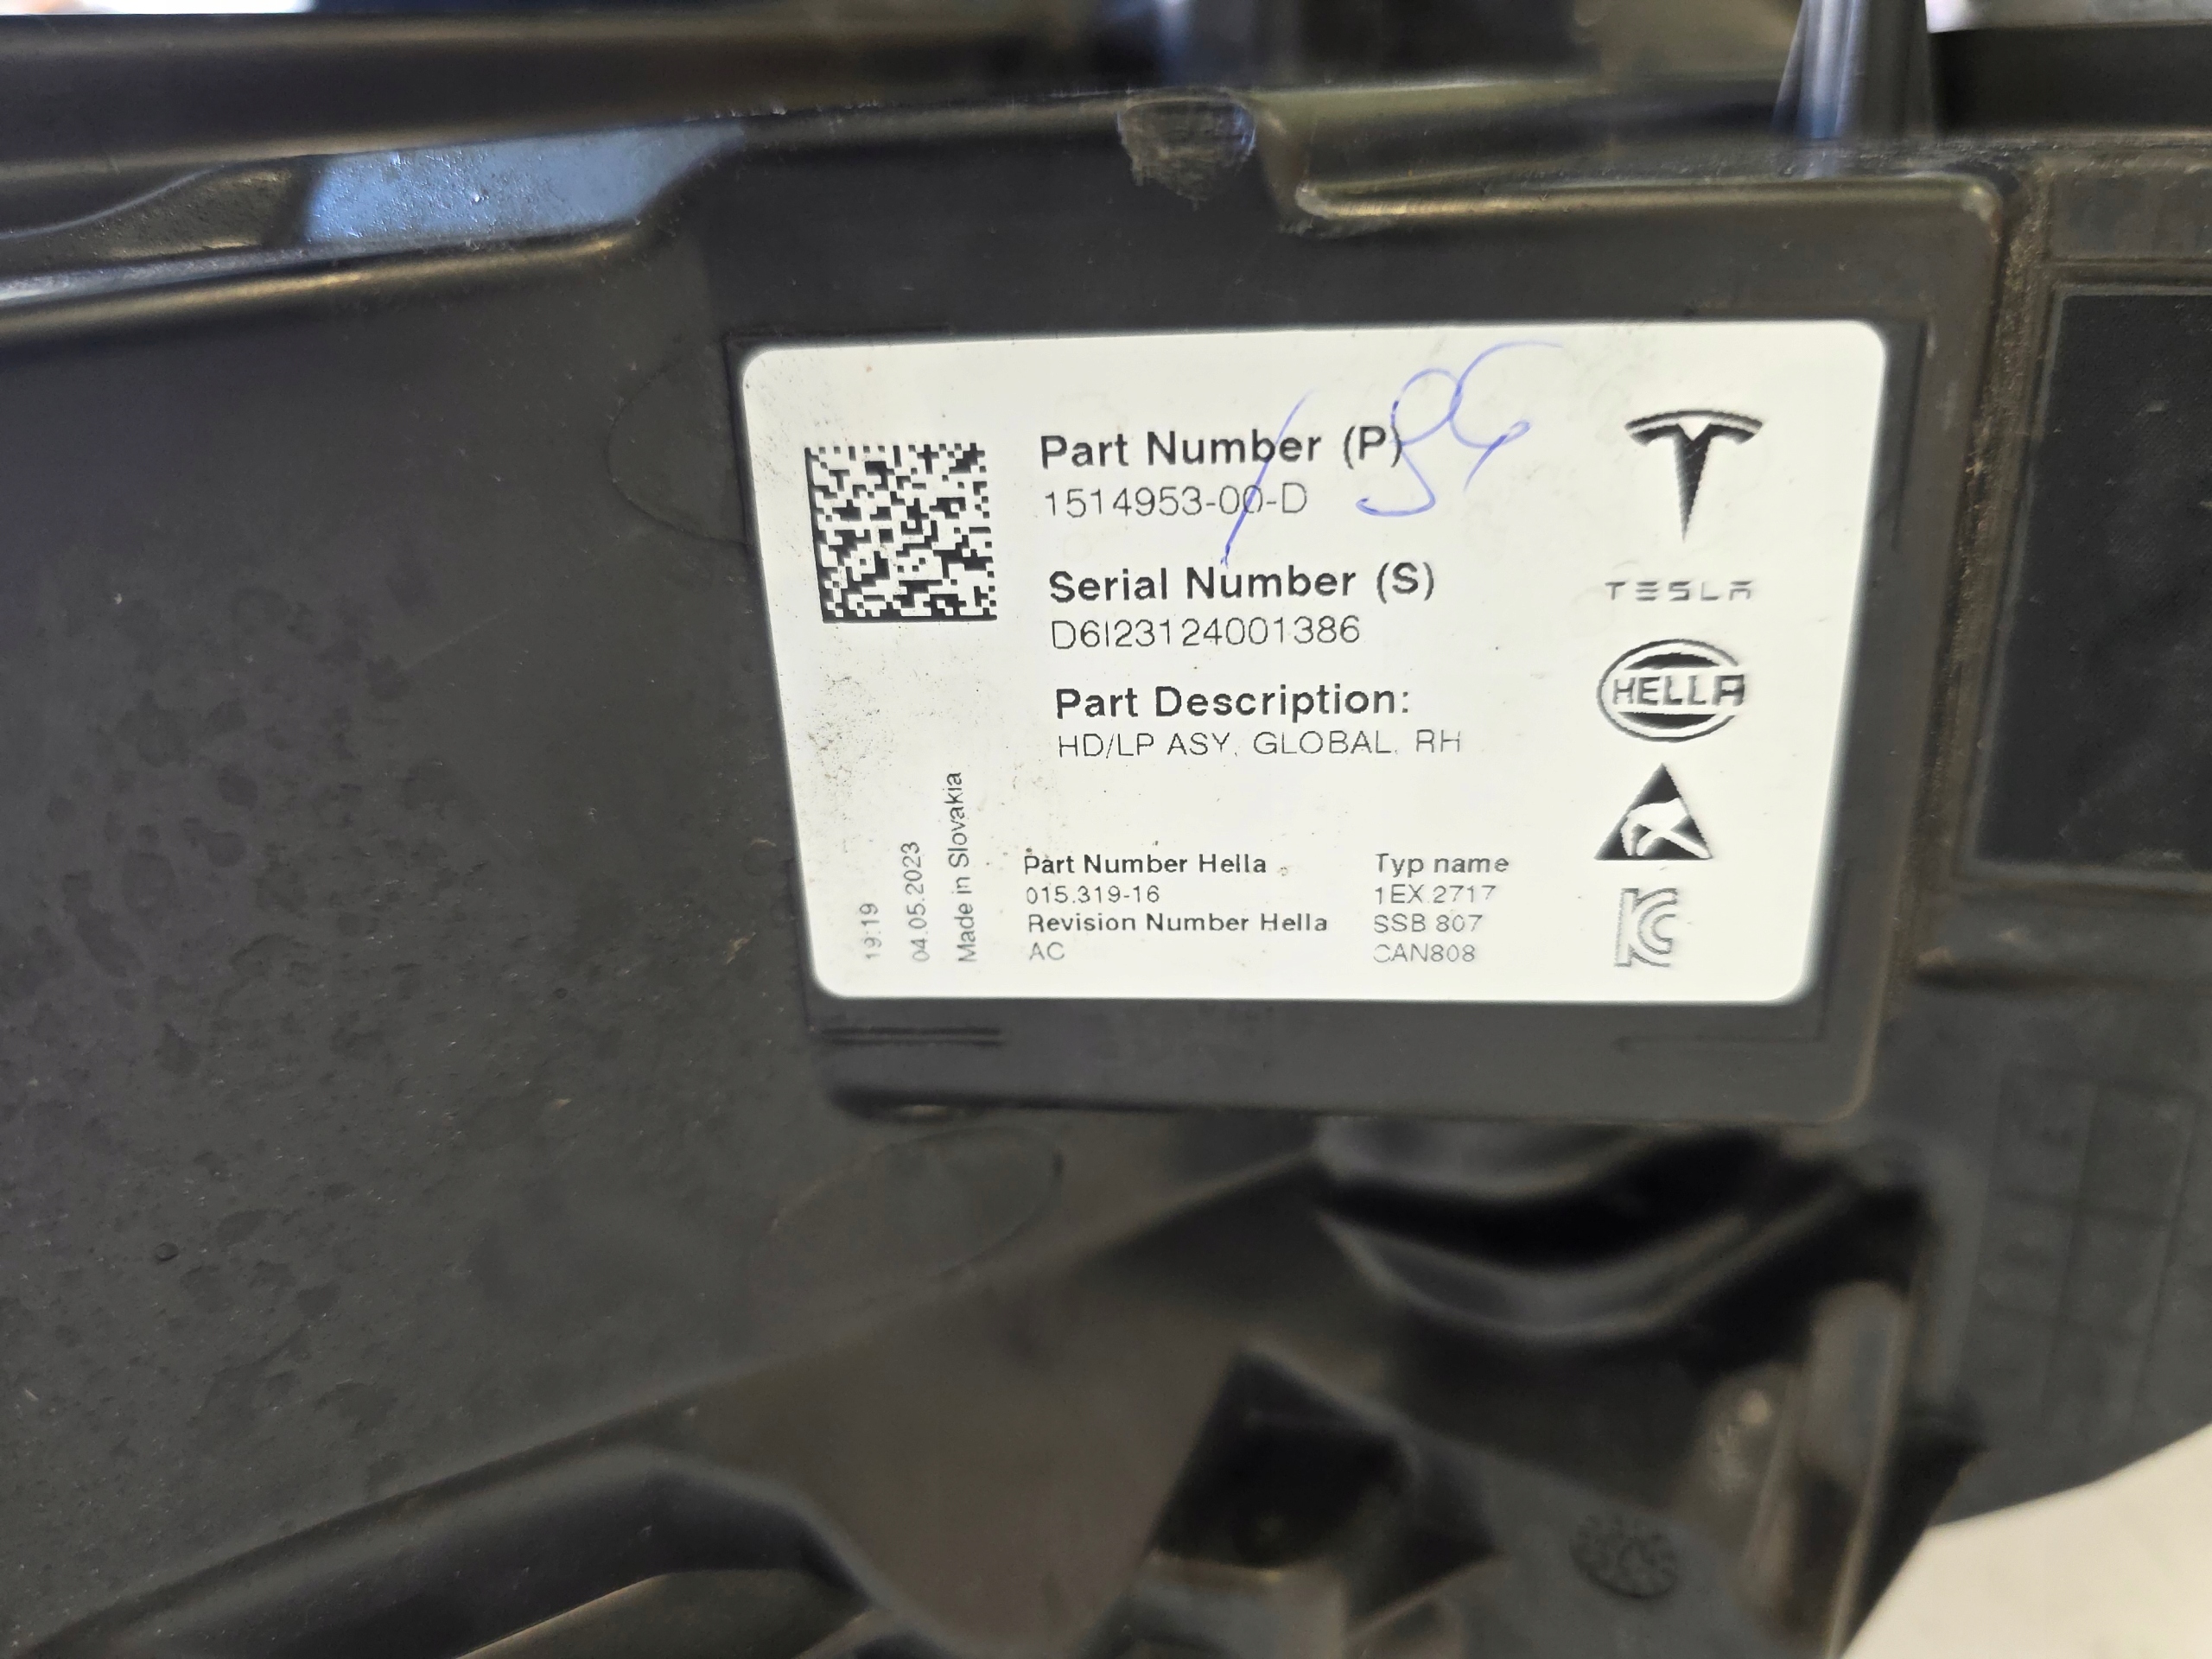 Part Number (P)
1514953-00-D
Serial Number (S)
D6I23124001386
Part Description:
HD/LP ASY, GLOBAL, RH
Part Number Hella
015.319-16
Revision Number Hella
AC
Typ name
1EX.2717
SSB 807
CAN808
19:19
04.05.2023
Made in Slovakia
TESLA
HELLA